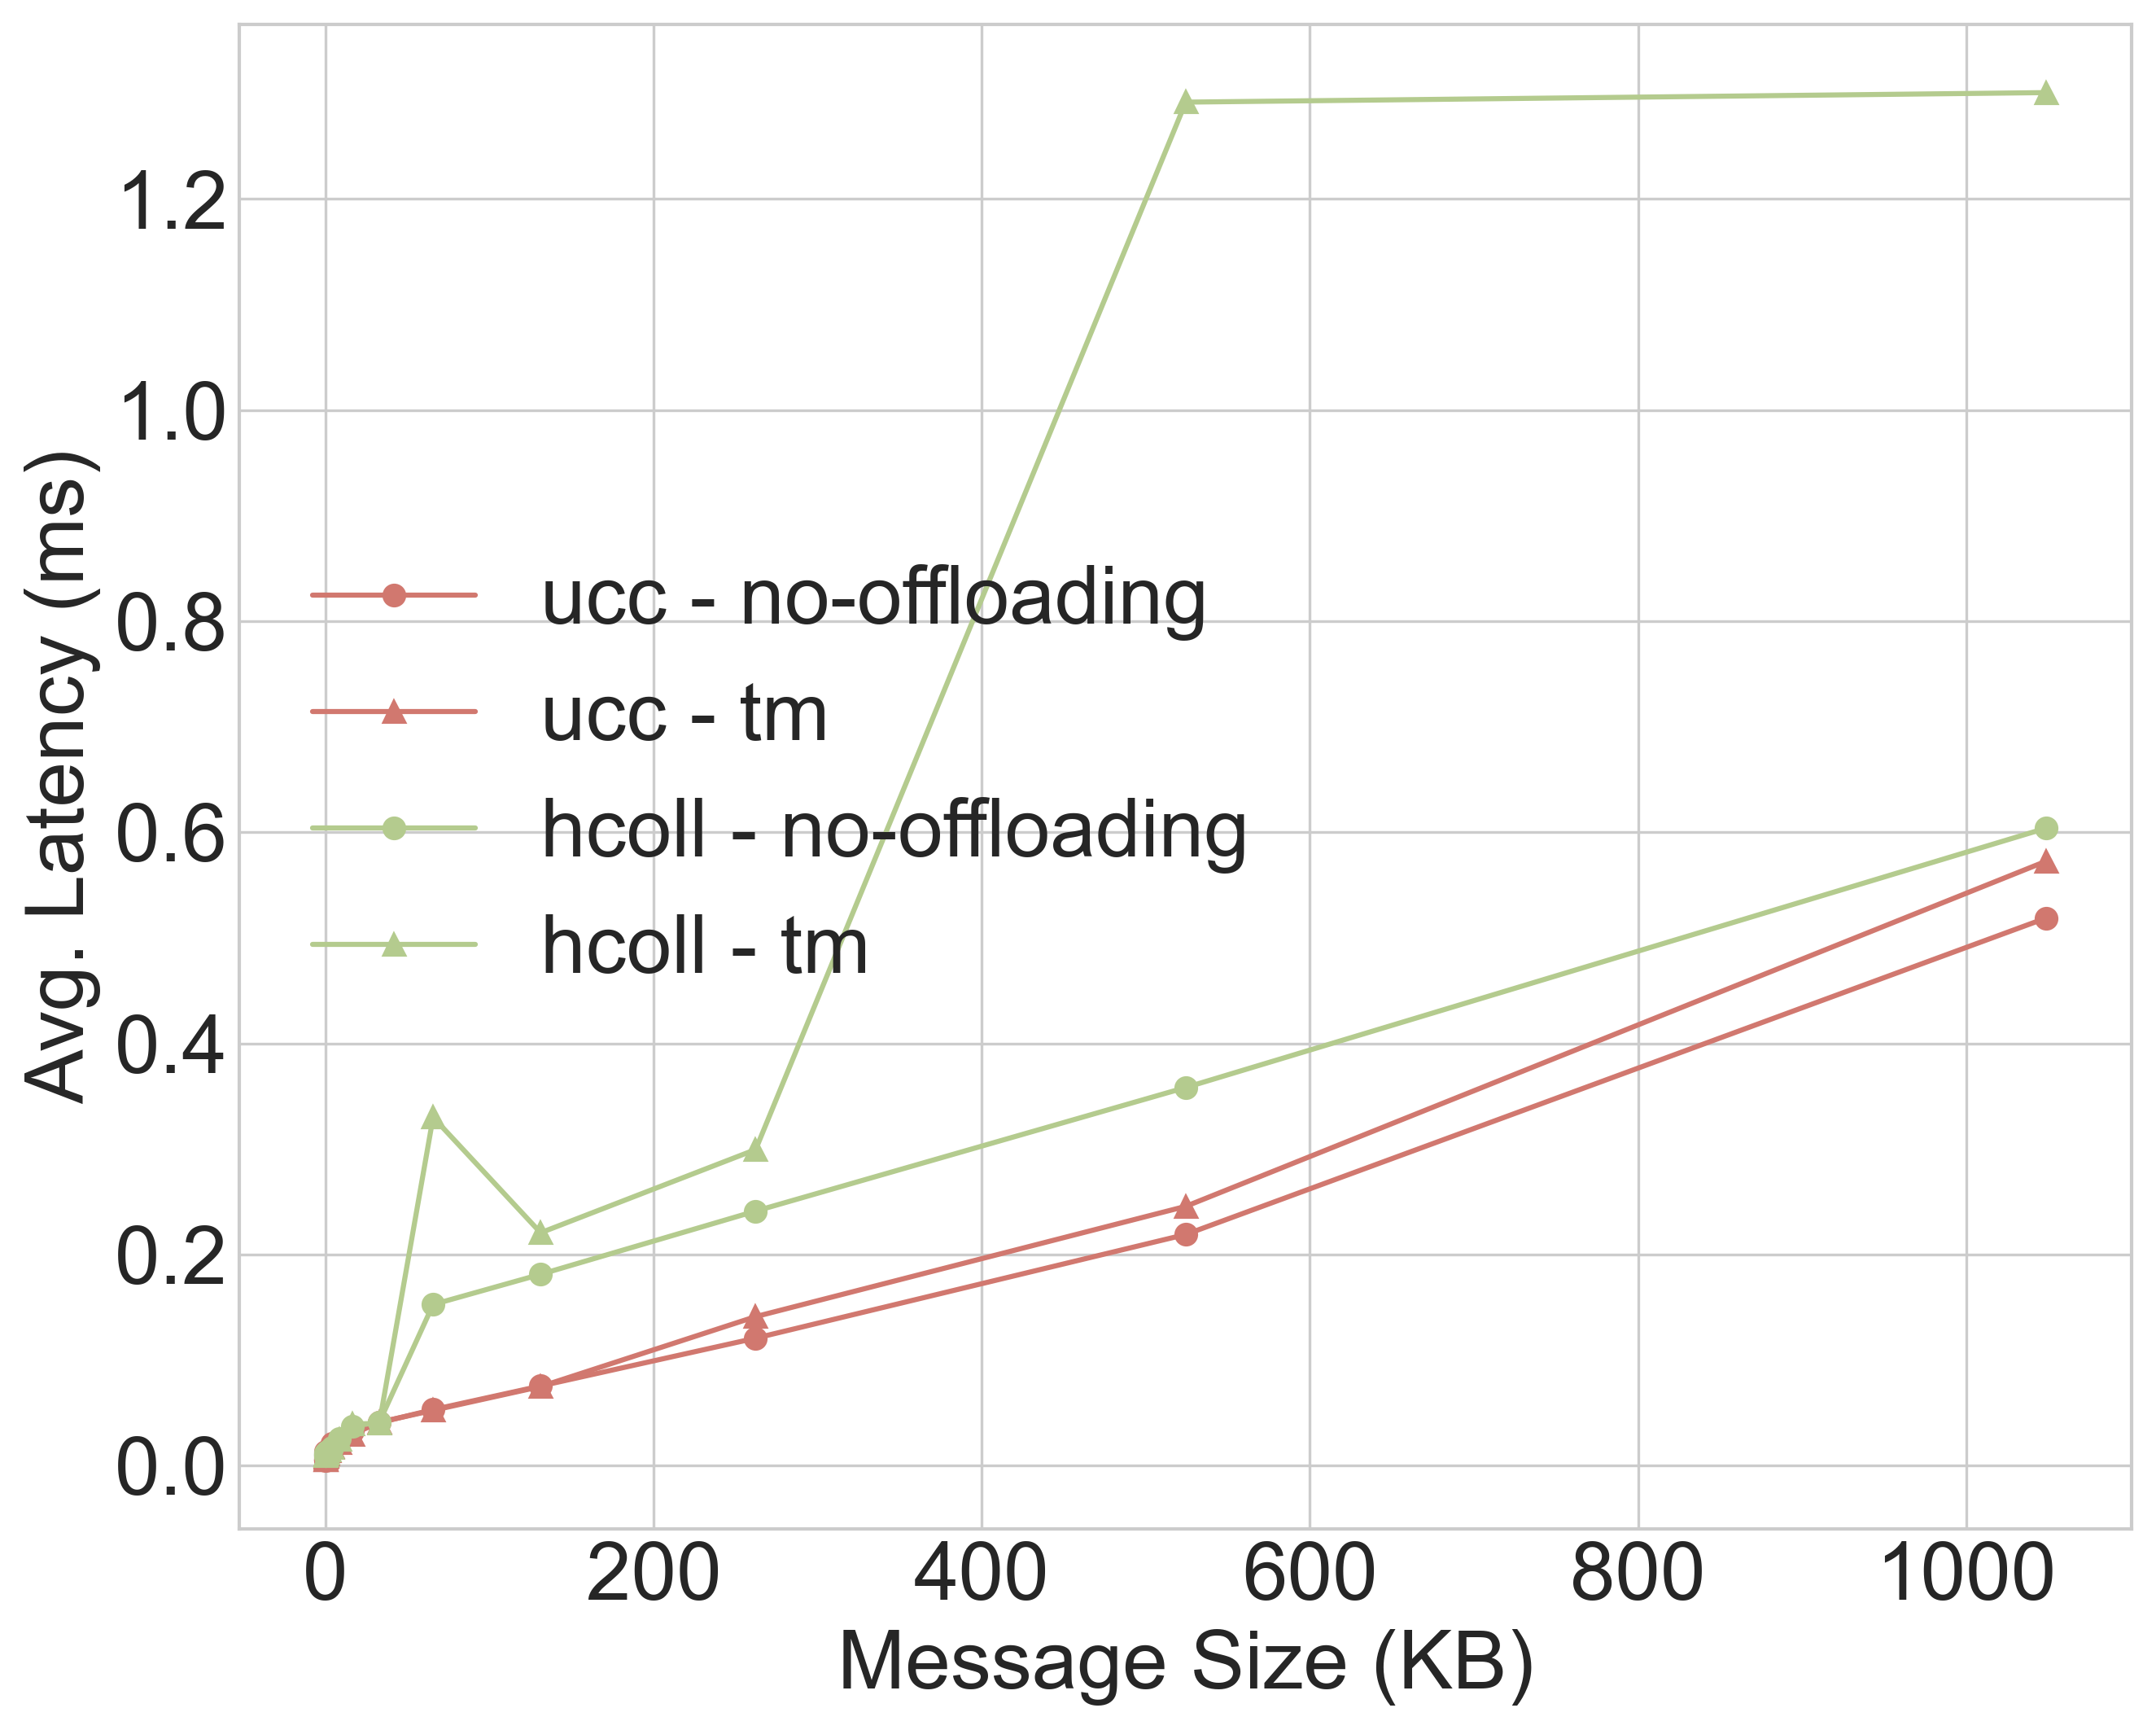 1.2
1.0
0.8
0.6
0.4
0.2
0.0
Avg. Latency (ms)
ucc - no-offloading
ucc - tm
hcoll - no-offloading
hcoll - tm
0 200 400 600 800 1000
Message Size (KB)